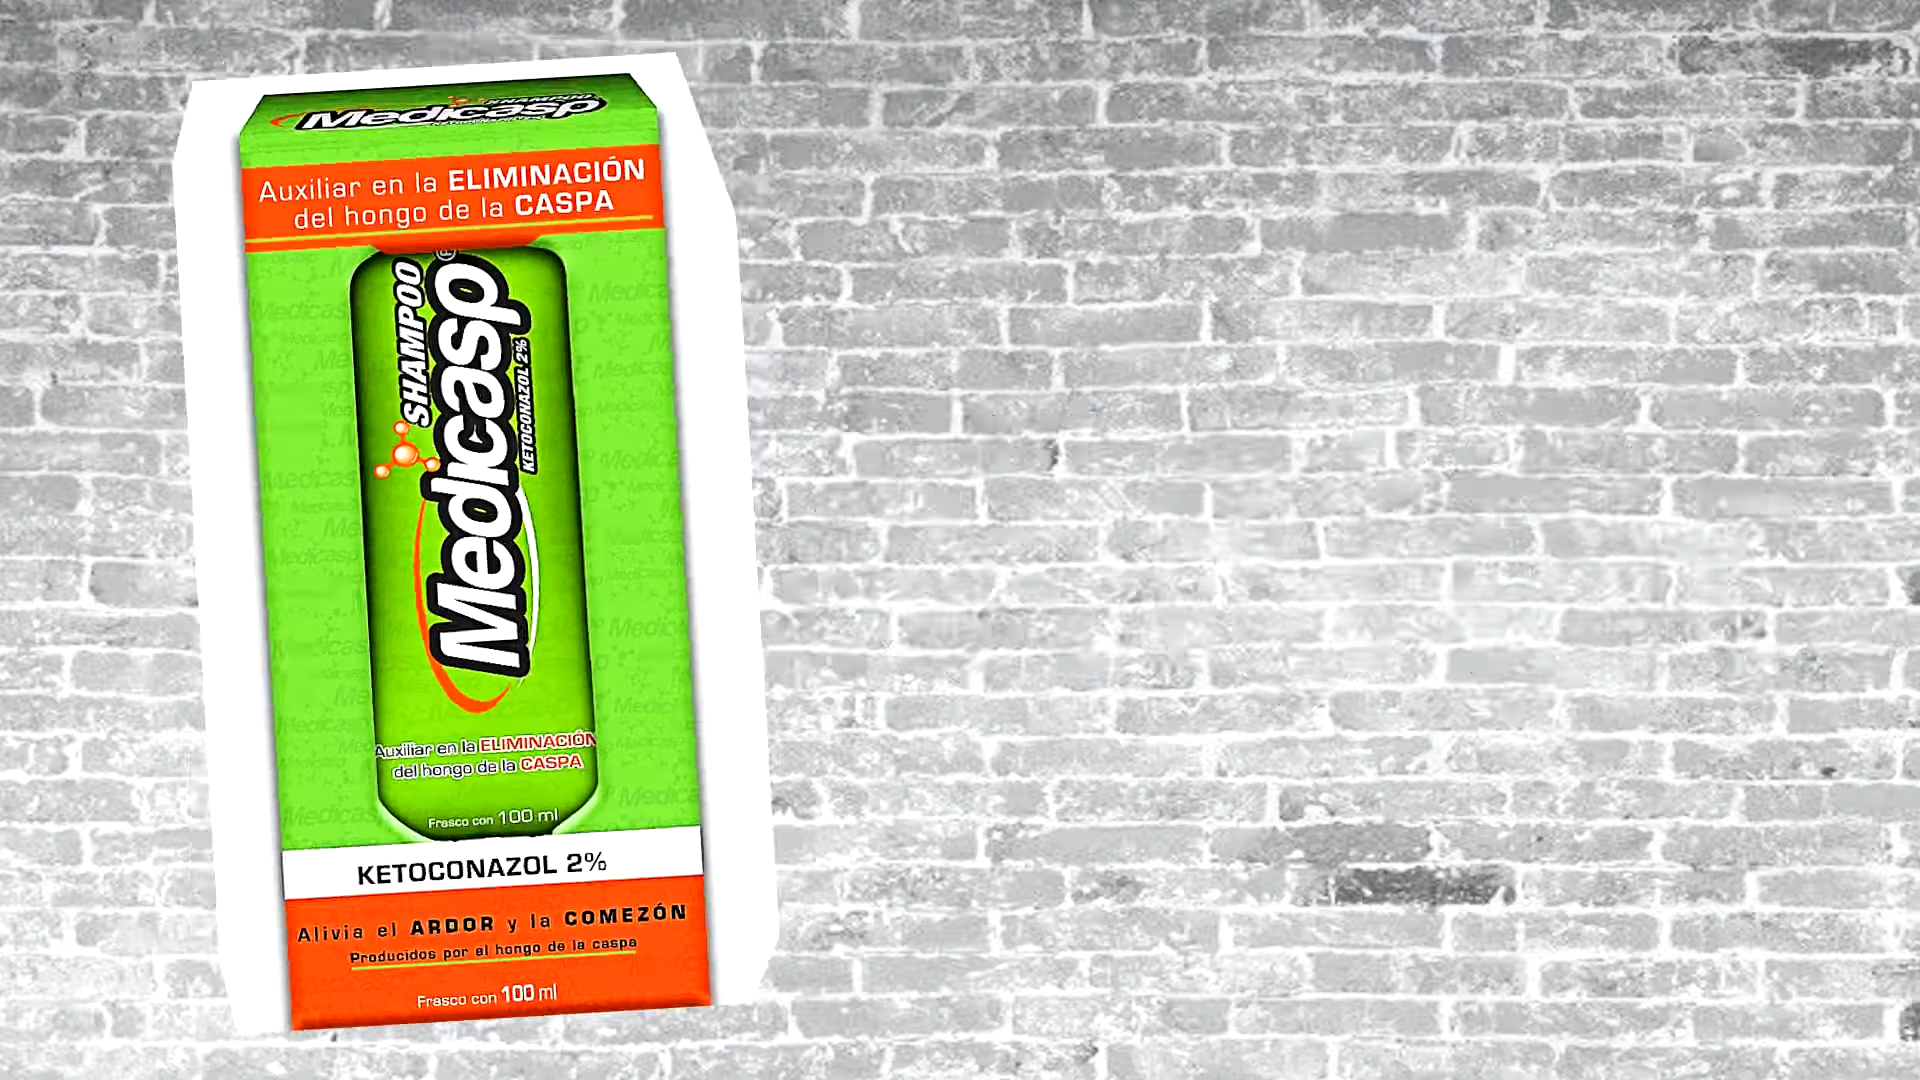 SHAMPOO
Medicasp
Auxiliar en la ELIMINACIÓN
del hongo de la CASPA
SHAMPOO
Medicasp®
KETOCONAZOL 2%
Auxiliar en la ELIMINACIÓN
del hongo de la CASPA
Frasco con 100 ml
KETOCONAZOL 2%
Alivia el ARDOR y la COMEZÓN
Producidos por el hongo de la caspa
Frasco con 100 ml